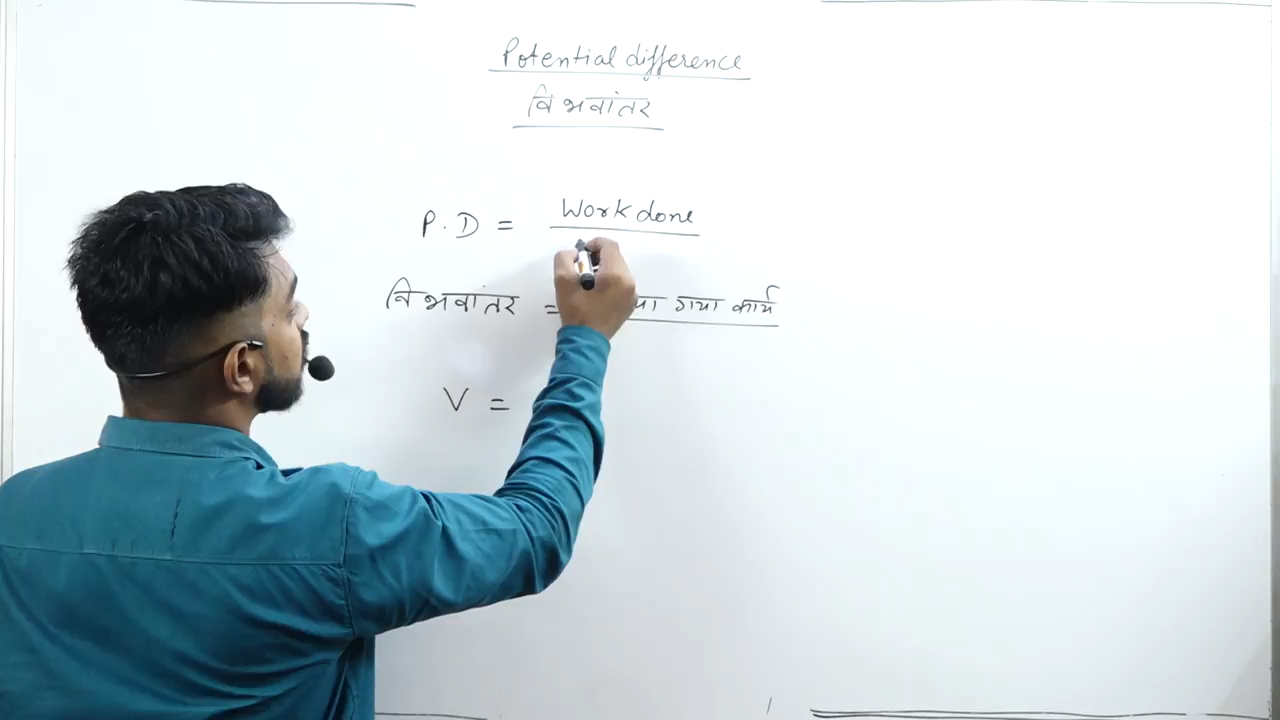 Potential difference
विभवांतर
P.D = Work done
विभवांतर = गया कार्य
V =